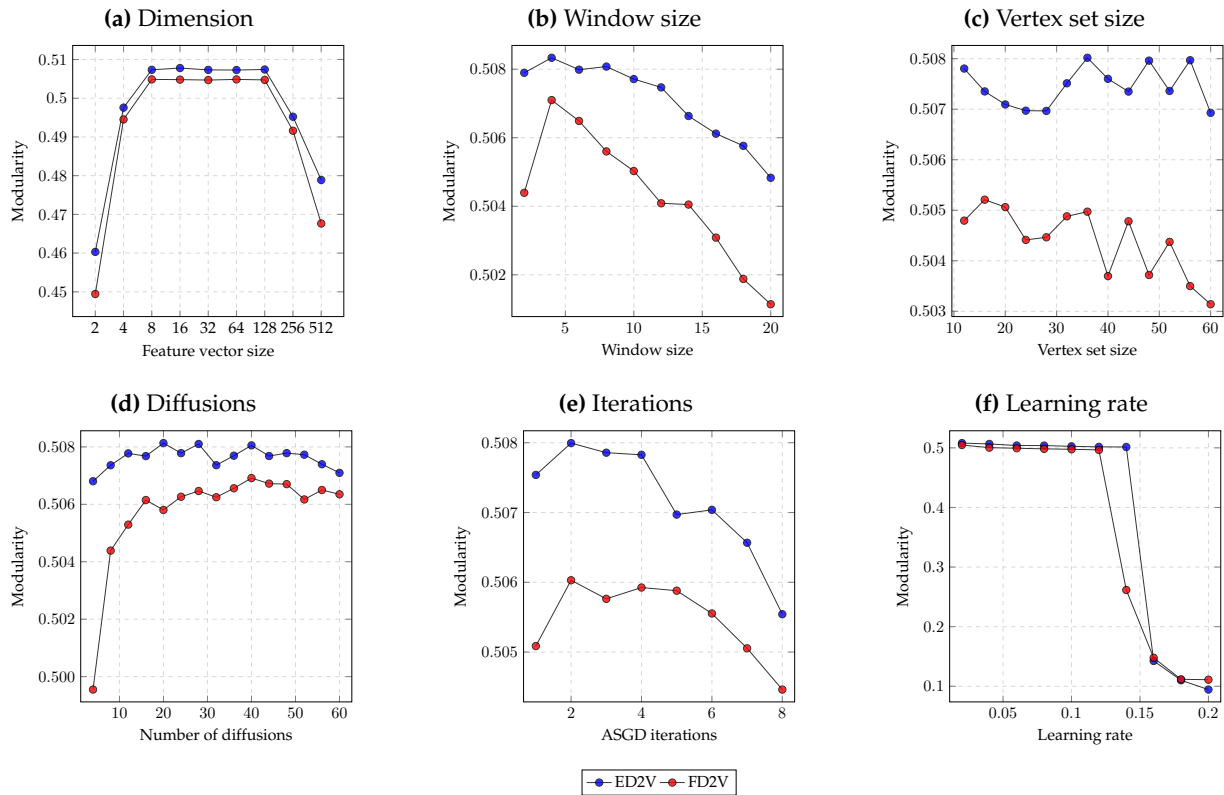 (a) Dimension
0.51
0.5
0.49
0.48
0.47
0.46
0.45
Modularity
2 4 8 16 32 64 128 256 512
Feature vector size
(b) Window size
0.508
0.506
0.504
0.502
Modularity
5 10 15 20
Window size
(c) Vertex set size
0.508
0.507
0.506
0.505
0.504
0.503
Modularity
10 20 30 40 50 60
Vertex set size
(d) Diffusions
0.508
0.506
0.504
0.502
0.500
Modularity
10 20 30 40 50 60
Number of diffusions
(e) Iterations
0.508
0.507
0.506
0.505
Modularity
2 4 6 8
ASGD iterations
(f) Learning rate
0.5
0.4
0.3
0.2
0.1
Modularity
0.05 0.1 0.15 0.2
Learning rate
ED2V FD2V